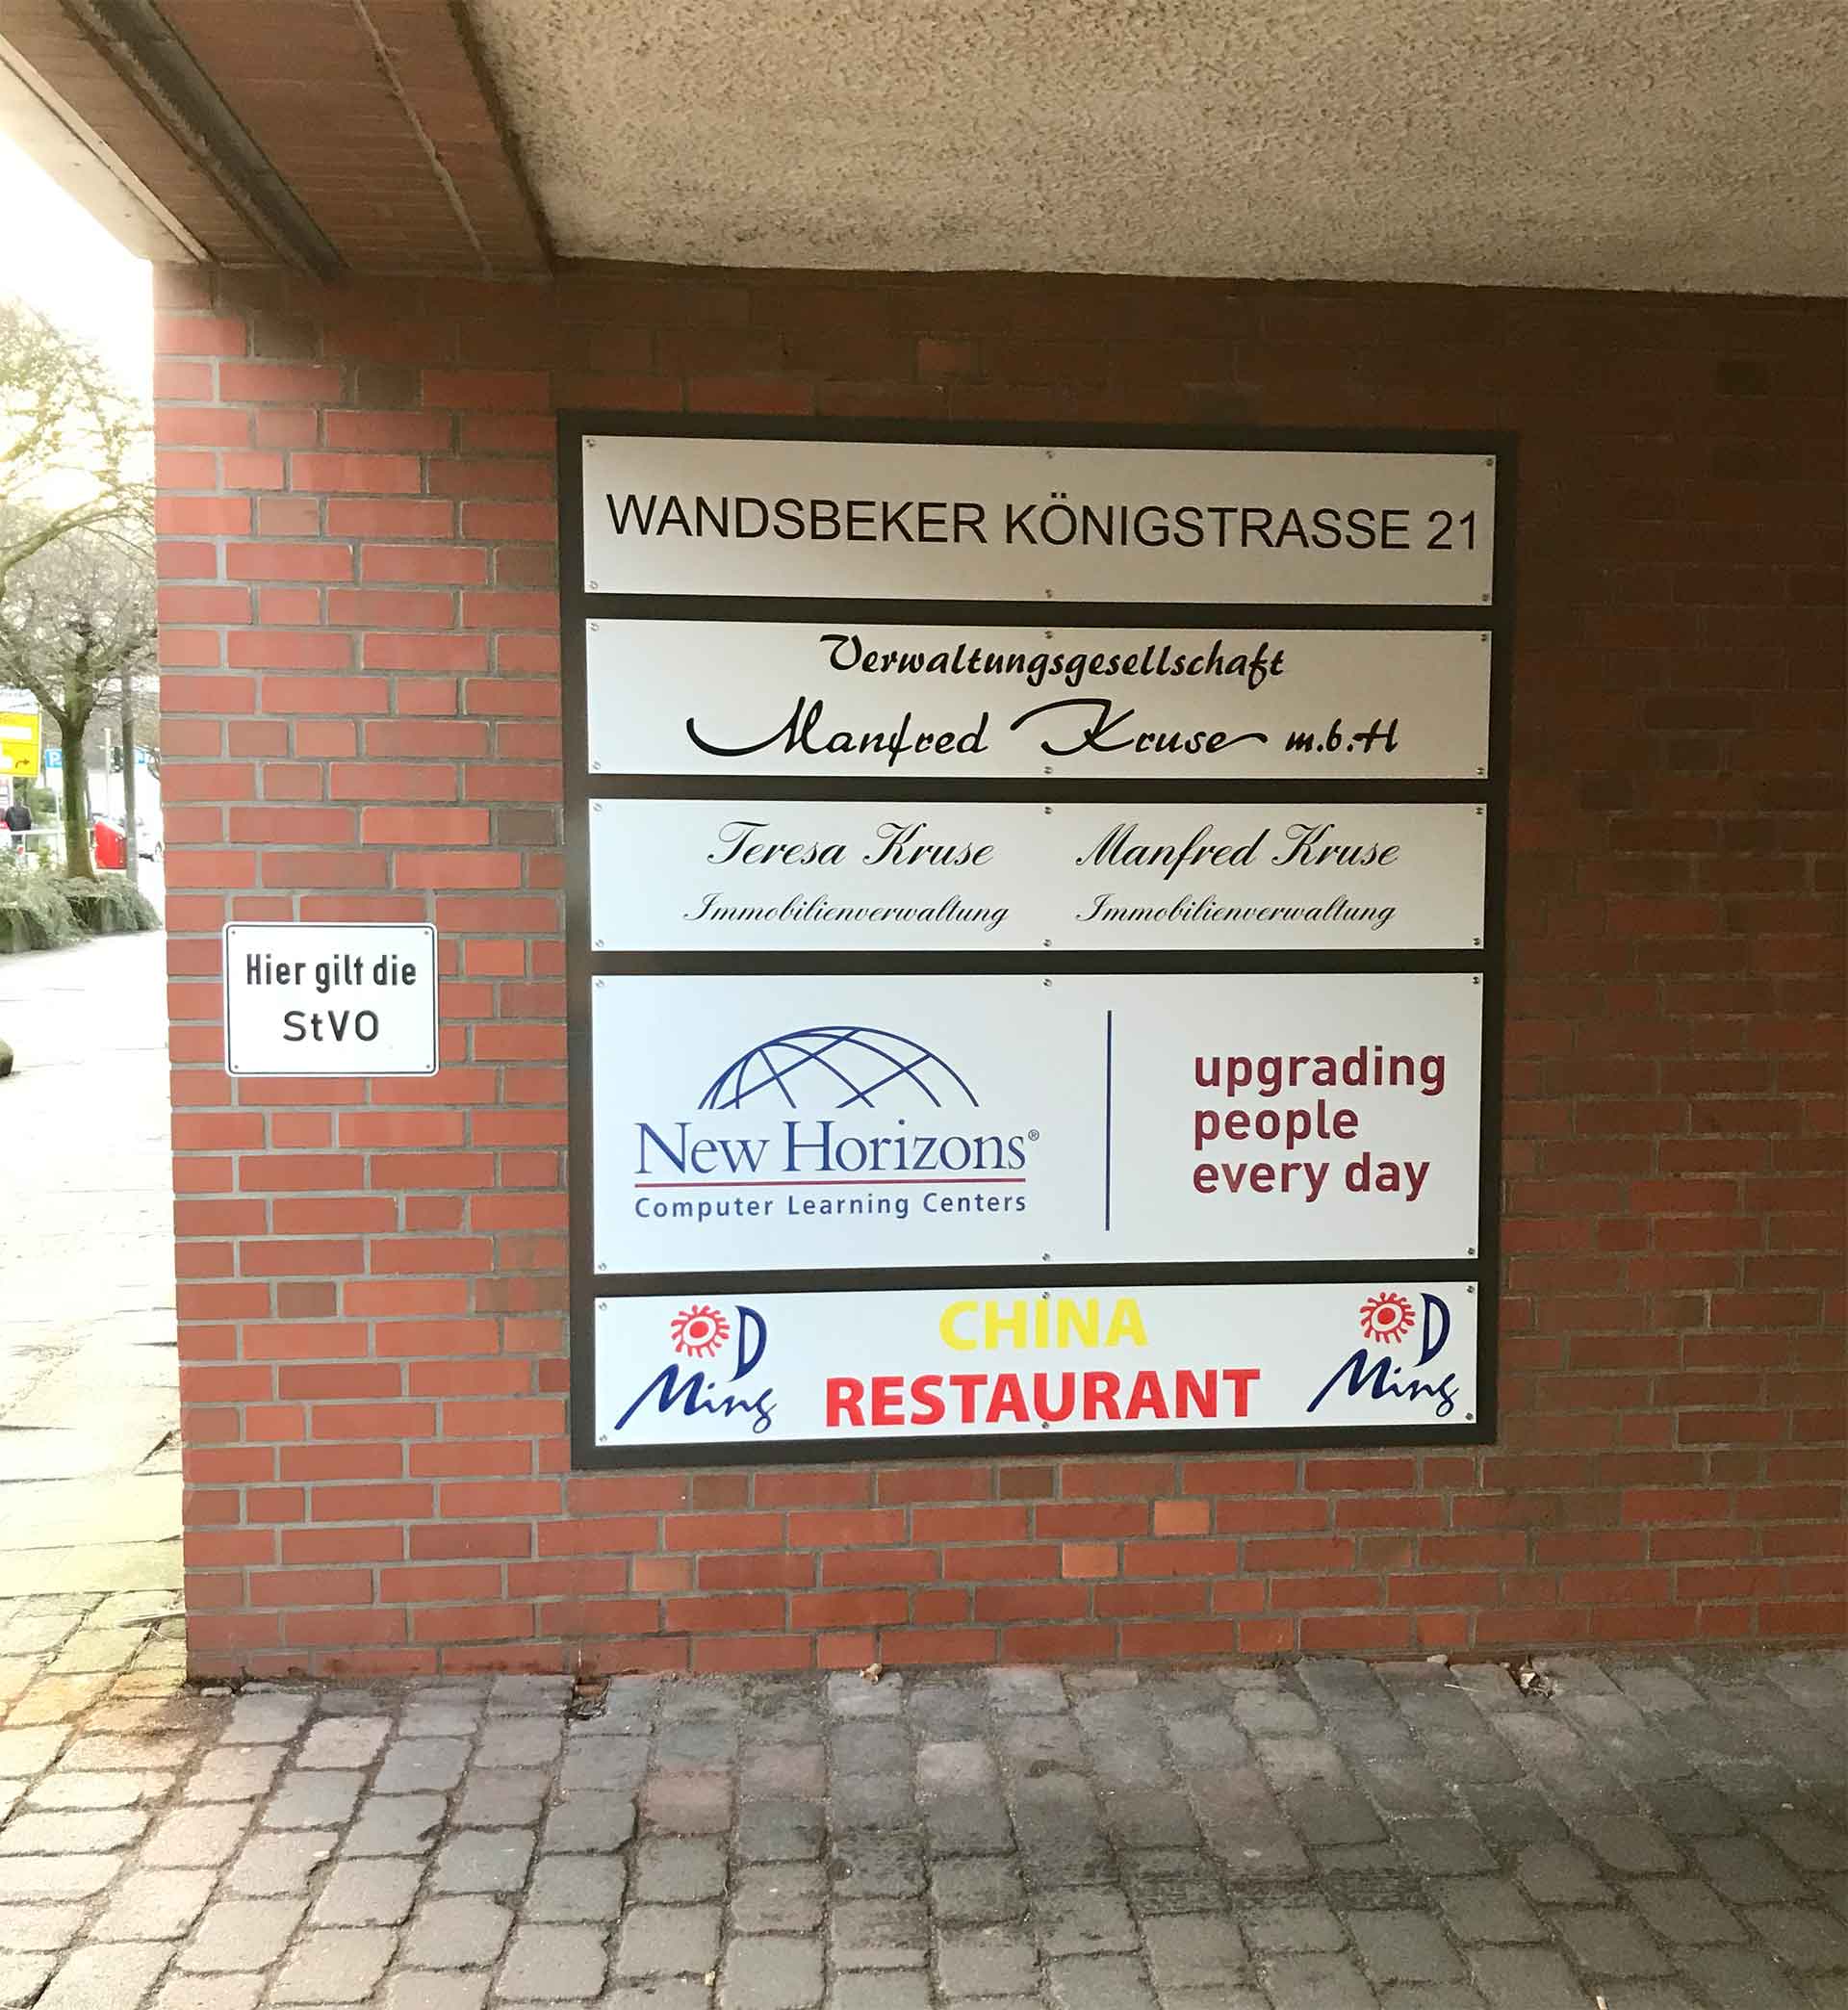 WANDSBEKER KÖNIGSTRASSE 21
Verwaltungsgesellschaft
Manfred Kruse m.b.H
Teresa Kruse Manfred Kruse
Immobilienverwaltung Immobilienverwaltung
Hier gilt die
StVO
New Horizons®
Computer Learning Centers
upgrading
people
every day
D
Ming
CHINA
RESTAURANT
D
Ming
P